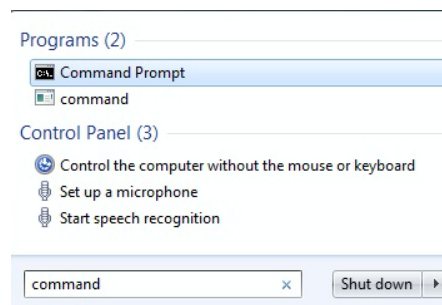 Programs (2)
Command Prompt
command
Control Panel (3)
Control the computer without the mouse or keyboard
Set up a microphone
Start speech recognition
command
Shut down